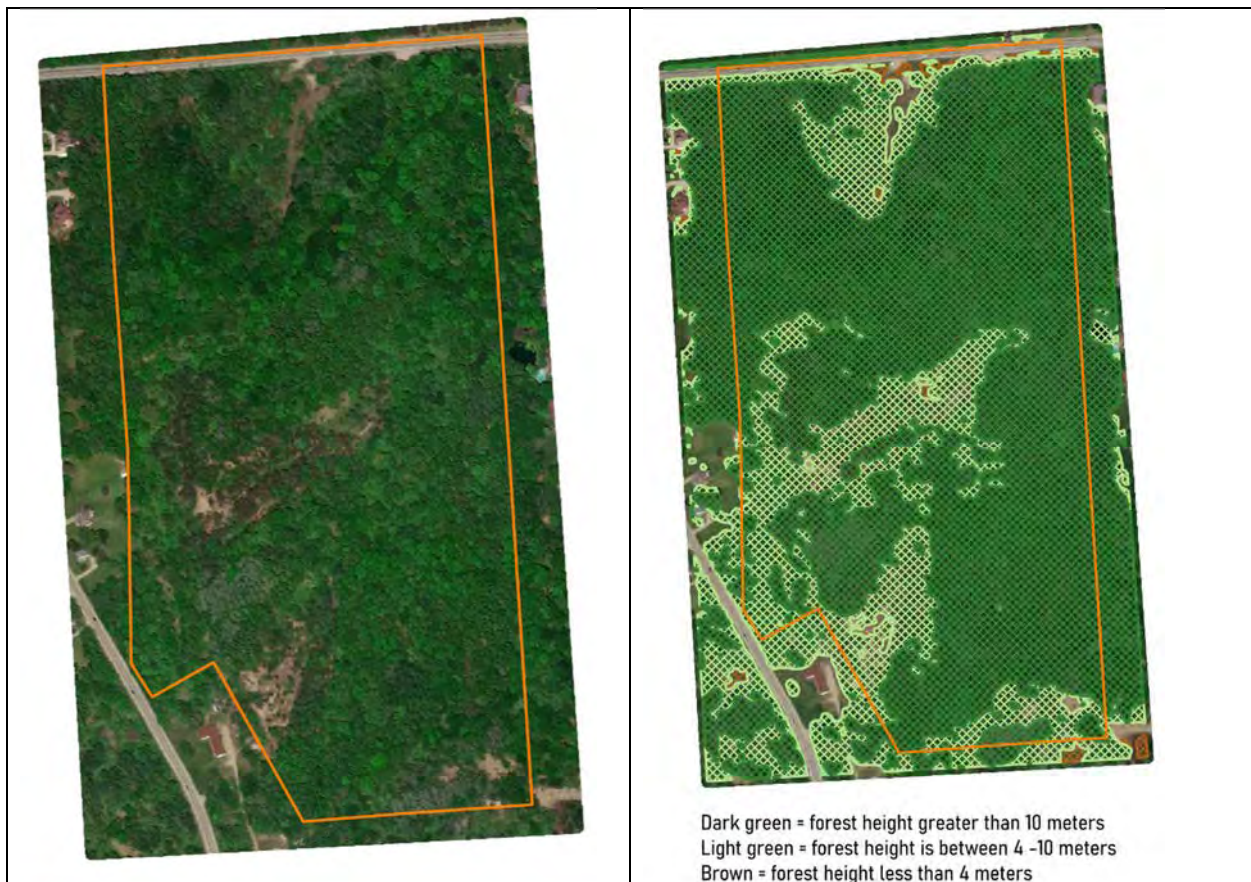 Dark green = forest height greater than 10 meters
Light green = forest height is between 4 -10 meters
Brown = forest height less than 4 meters